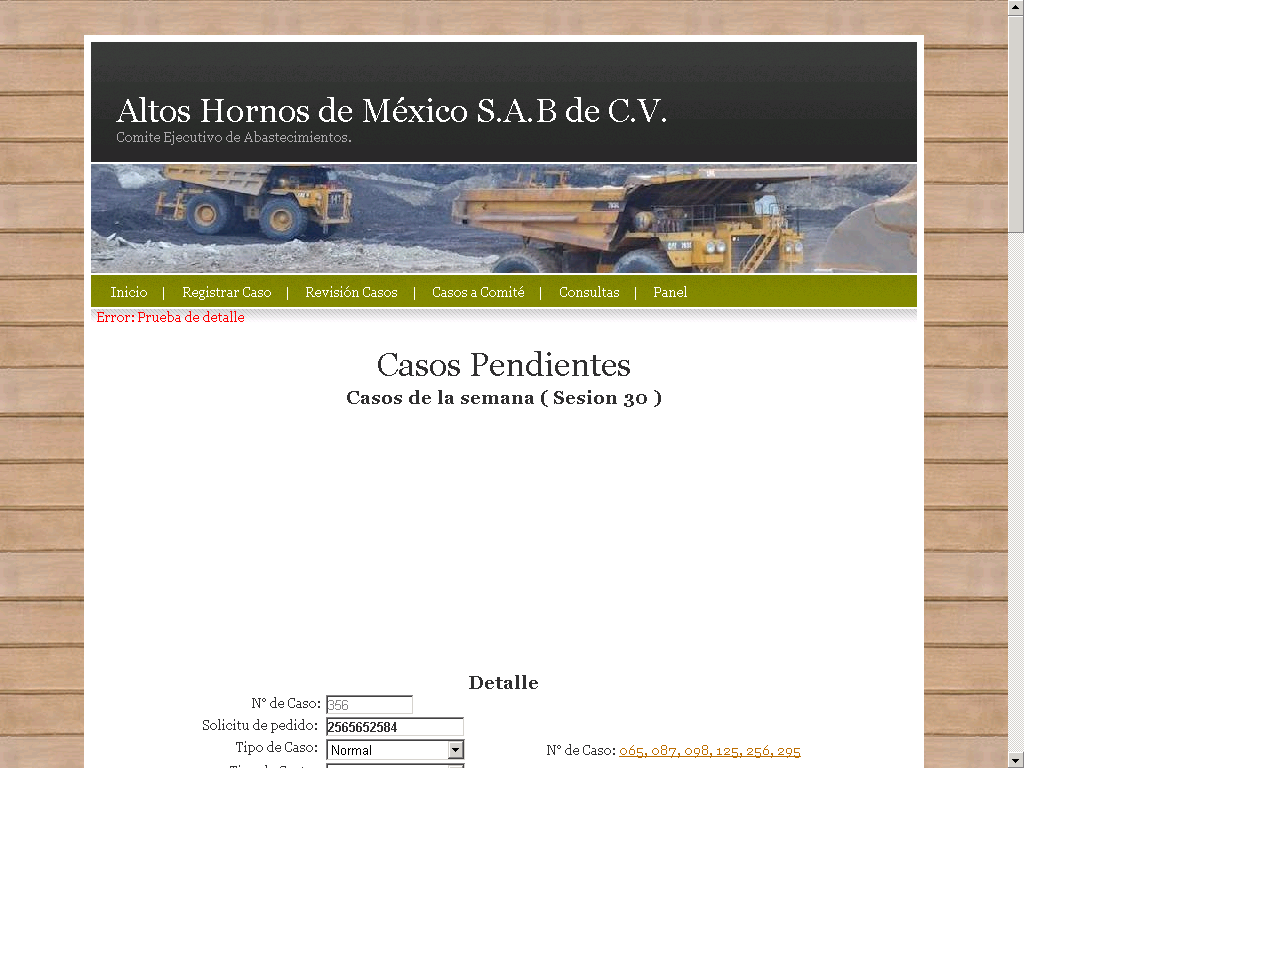 Altos Hornos de México S.A.B de C.V.
Comite Ejecutivo de Abastecimientos.
Inicio | Registrar Caso | Revisión Casos | Casos a Comité | Consultas | Panel
Error: Prueba de detalle
Casos Pendientes
Casos de la semana ( Sesion 30 )
Detalle
N° de Caso: 356
Solicitu de pedido: 2565652584
Tipo de Caso: Normal
N° de Caso: 065, 087, 098, 125, 256, 295